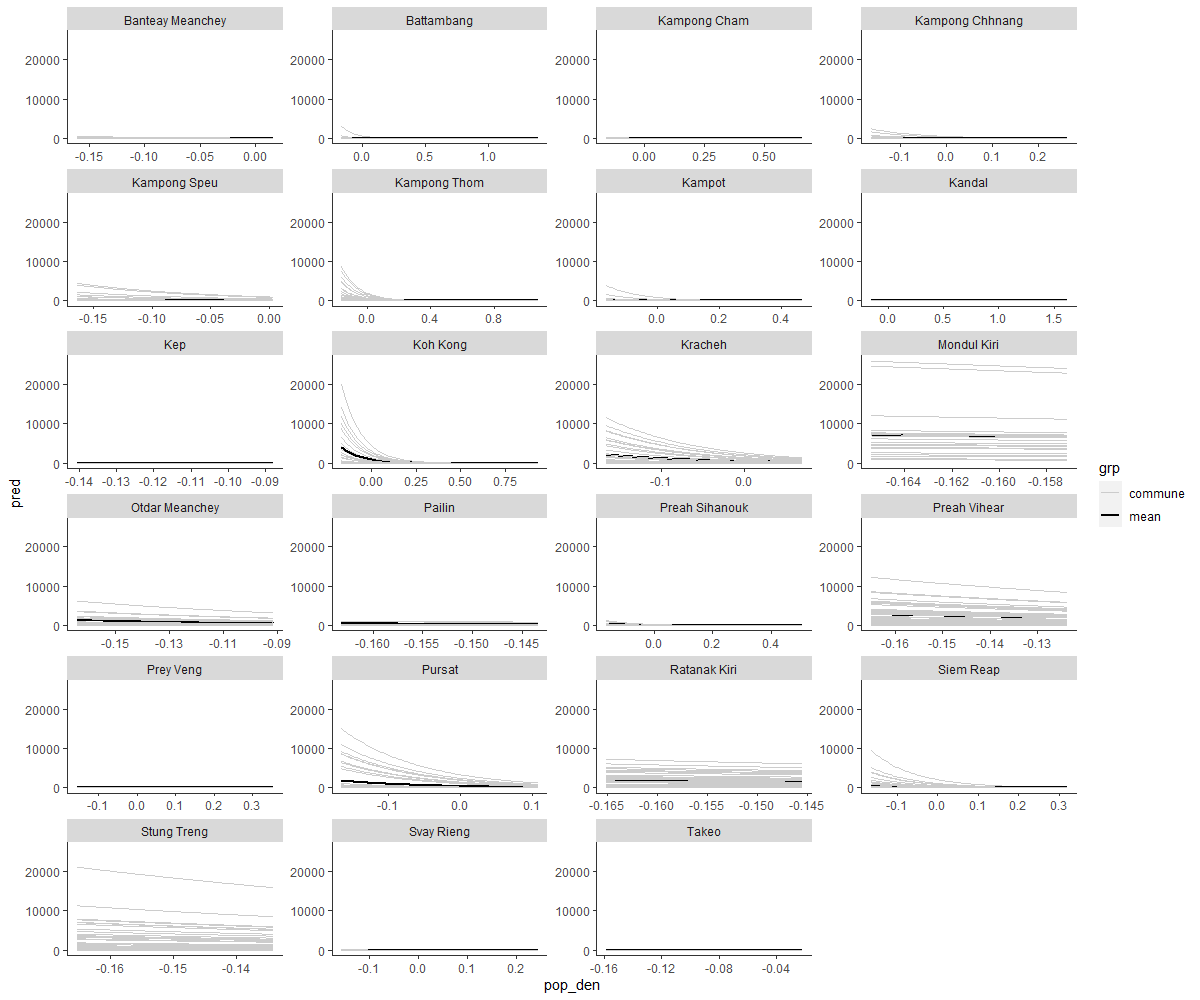 Banteay Meanchey Battambang Kampong Cham Kampong Chhnang
20000 20000 20000 20000
10000 10000 10000 10000
0 0 0 0
-0.15 -0.10 -0.05 0.00 0.0 0.5 1.0 0.00 0.25 0.50 -0.1 0.0 0.1 0.2
Kampong Speu Kampong Thom Kampot Kandal
20000 20000 20000 20000
10000 10000 10000 10000
0 0 0 0
-0.15 -0.10 -0.05 0.00 0.0 0.4 0.8 0.0 0.2 0.4 0.0 0.5 1.0 1.5
Kep Koh Kong Kracheh Mondul Kiri
20000 20000 20000 20000
10000 10000 10000 10000
0 0 0 0
-0.14 -0.13 -0.12 -0.11 -0.10 -0.09 0.00 0.25 0.50 0.75 -0.1 0.0 -0.164 -0.162 -0.160 -0.158
pred
grp
commune
mean
Otdar Meanchey Pailin Preah Sihanouk Preah Vihear
20000 20000 20000 20000
10000 10000 10000 10000
0 0 0 0
-0.15 -0.13 -0.11 -0.09 -0.160 -0.155 -0.150 -0.145 0.0 0.2 0.4 -0.16 -0.15 -0.14 -0.13
Prey Veng Pursat Ratanak Kiri Siem Reap
20000 20000 20000 20000
10000 10000 10000 10000
0 0 0 0
-0.1 0.0 0.1 0.2 0.3 -0.1 0.0 0.1 -0.165 -0.160 -0.155 -0.150 -0.145 -0.1 0.0 0.1 0.2 0.3
Stung Treng Svay Rieng Takeo
20000 20000 20000
10000 10000 10000
0 0 0
-0.16 -0.15 -0.14 -0.1 0.0 0.1 0.2 -0.16 -0.12 -0.08 -0.04
pop_den